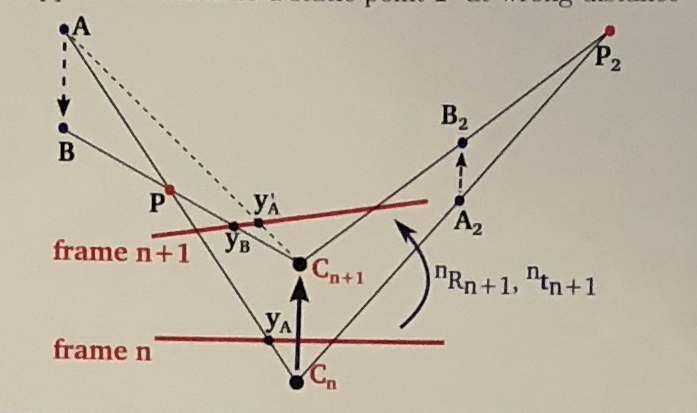 A
P₂
B₂
B
P
y'A
yB
A₂
frame n+1
Cn+1
ⁿRn+1, ⁿtn+1
yA
frame n
Cn